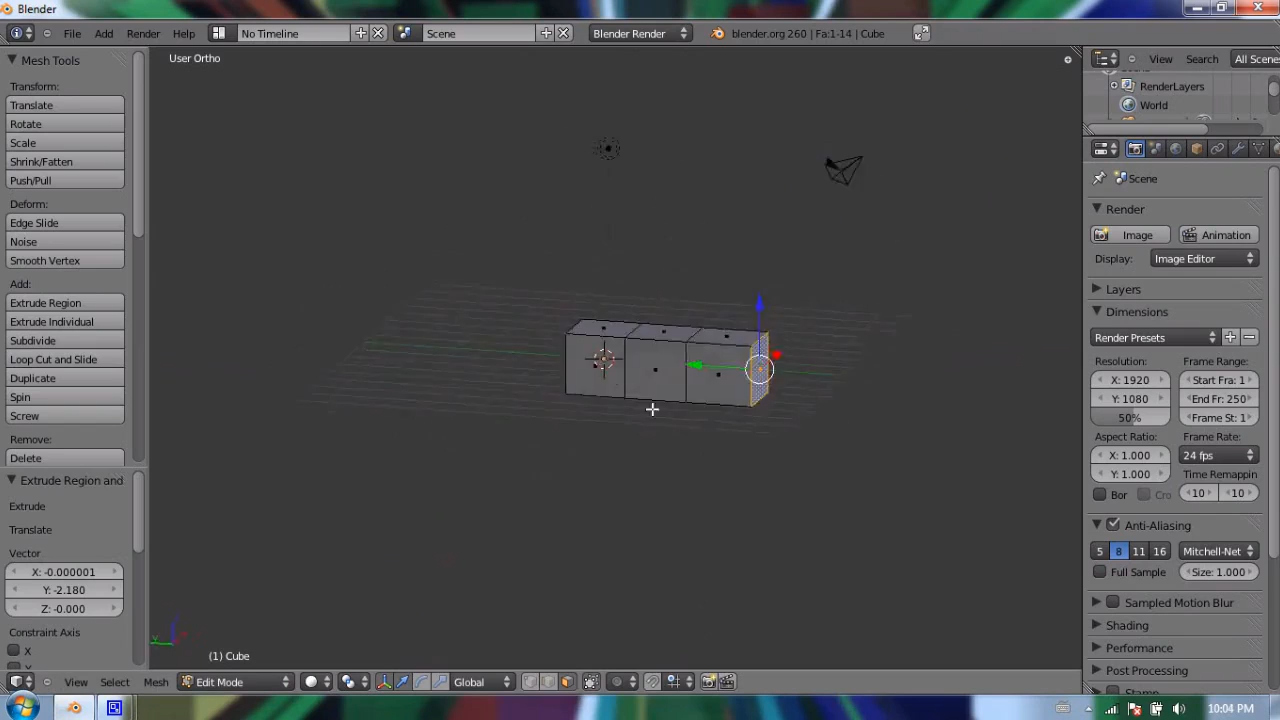 Blender
File Add Render Help No Timeline Scene Blender Render blender.org 260 | Fa:1-14 | Cube
Mesh Tools
Transform:
Translate
Rotate
Scale
Shrink/Fatten
Push/Pull
Deform:
Edge Slide
Noise
Smooth Vertex
Add:
Extrude Region
Extrude Individual
Subdivide
Loop Cut and Slide
Duplicate
Spin
Screw
Remove:
Delete
Extrude Region and
Extrude
Translate
Vector
X: -0.000001
Y: -2.180
Z: -0.000
Constraint Axis
X
User Ortho
(1) Cube
View Select Mesh Edit Mode Global
View Search All Scene
RenderLayers
World
Scene
Render
Image Animation
Display: Image Editor
Layers
Dimensions
Render Presets
Resolution: Frame Range:
X: 1920 Start Fra: 1
Y: 1080 End Fr: 250
50% Frame St: 1
Aspect Ratio: Frame Rate:
X: 1.000 24 fps
Y: 1.000 Time Remappin
Bor Cro 10 10
Anti-Aliasing
5 8 11 16 Mitchell-Net
Full Sample Size: 1.000
Sampled Motion Blur
Shading
Performance
Post Processing
10:04 PM